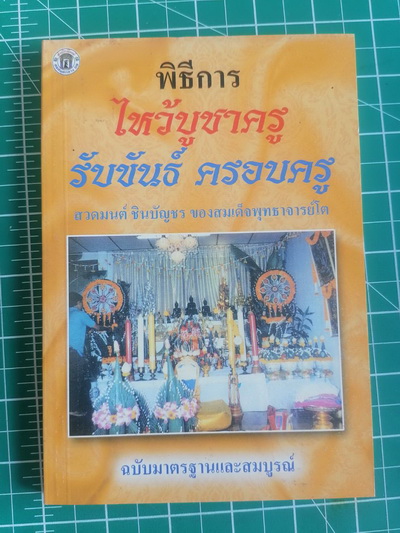 พิธีการ
ไหว้บูชาครู
รับขันธ์ ครอบครู
สวดมนต์ ชินบัญชร ของสมเด็จพุทธาจารย์โต
ฉบับมาตรฐานและสมบูรณ์